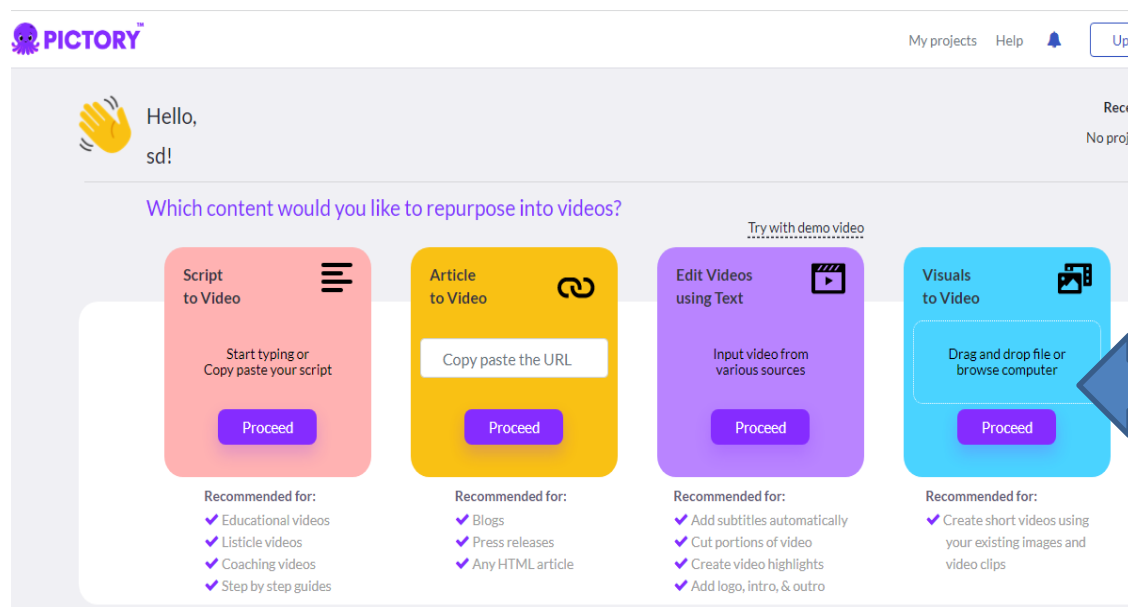 PICTORY™
My projects Help
Hello,
sd!
Which content would you like to repurpose into videos?
Try with demo video
Script
to Video
Start typing or
Copy paste your script
Proceed
Recommended for:
Educational videos
Listicle videos
Coaching videos
Step by step guides
Article
to Video
Copy paste the URL
Proceed
Recommended for:
Blogs
Press releases
Any HTML article
Edit Videos
using Text
Input video from
various sources
Proceed
Recommended for:
Add subtitles automatically
Cut portions of video
Create video highlights
Add logo, intro, & outro
Visuals
to Video
Drag and drop file or
browse computer
Proceed
Recommended for:
Create short videos using
your existing images and
video clips